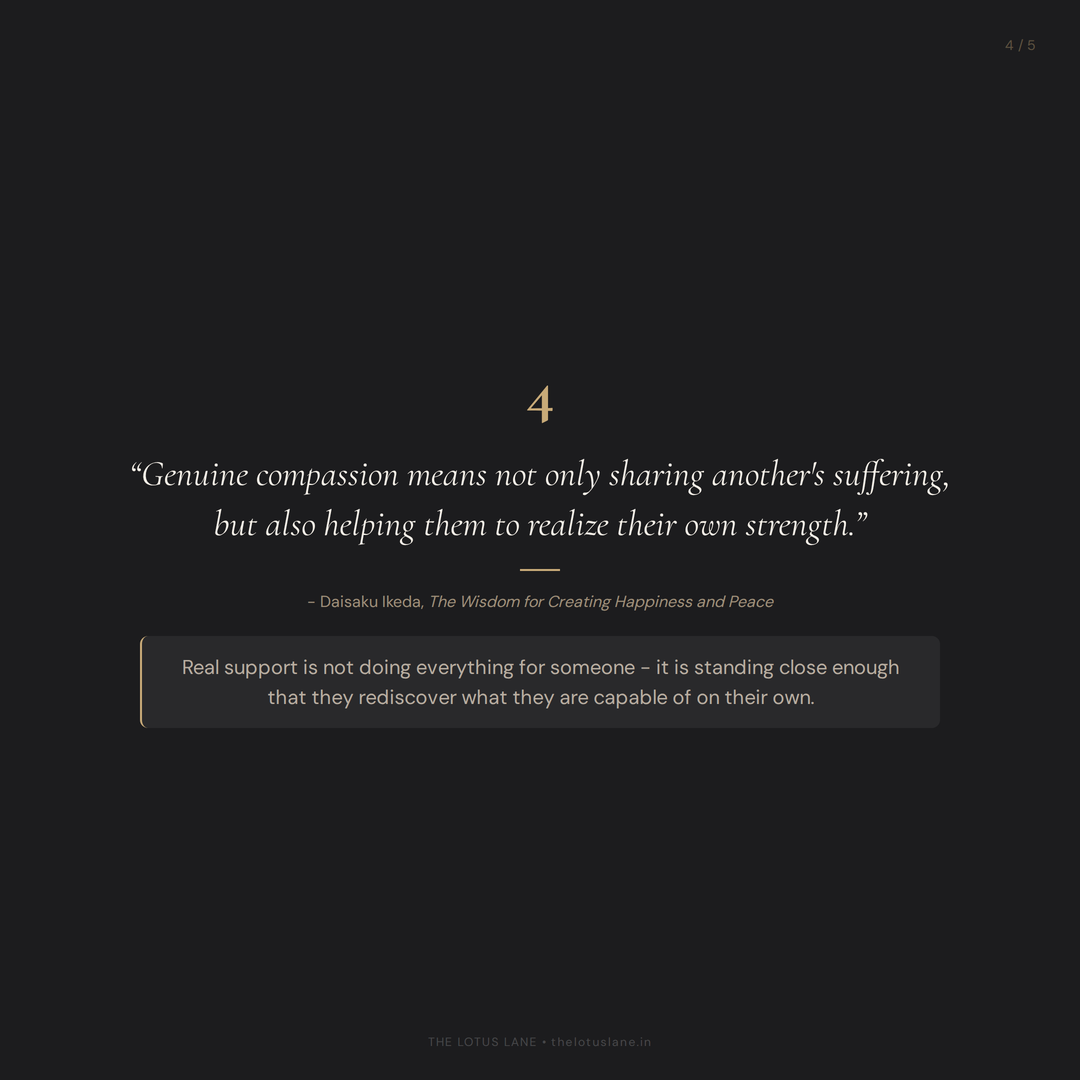 4 / 5
4
“Genuine compassion means not only sharing another's suffering,
but also helping them to realize their own strength.”
– Daisaku Ikeda, The Wisdom for Creating Happiness and Peace
Real support is not doing everything for someone – it is standing close enough
that they rediscover what they are capable of on their own.
THE LOTUS LANE • thelotuslane.in